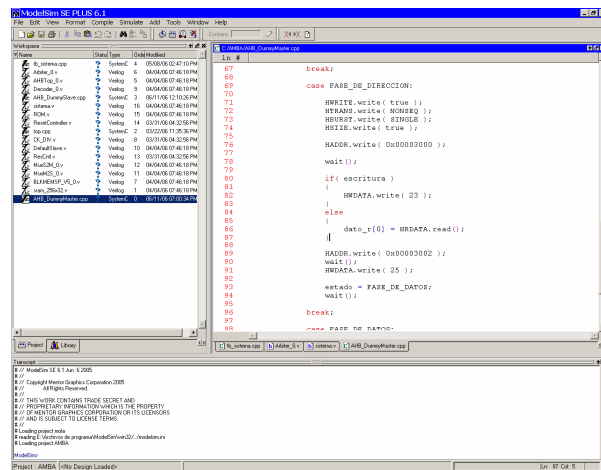 ModelSim SE PLUS 6.1
File Edit View Format Compile Simulate Add Tools Window Help
Contains:
Workspace
Name Status Type Order Modified
tb_sistema.cpp SystemC 4 05/08/06 02:47:10 PM
Arbiter_0.v Verilog 6 04/04/06 07:46:18 PM
AHBTop_0.v Verilog 5 04/04/06 07:46:18 PM
Decoder_0.v Verilog 9 04/04/06 07:46:18 PM
AHB_DummySlave.cpp SystemC 3 06/11/06 12:10:26 PM
sistema.v Verilog 16 04/04/06 07:46:18 PM
ROM.v Verilog 15 04/04/06 07:46:18 PM
ResetController.v Verilog 14 03/31/06 04:32:56 PM
top.cpp SystemC 2 03/22/06 11:35:36 PM
CK_DIV.v Verilog 8 03/31/06 04:32:56 PM
DefaultSlave.v Verilog 10 04/04/06 07:46:18 PM
ResCntl.v Verilog 13 03/31/06 04:32:56 PM
MuxS2M_0.v Verilog 12 04/04/06 07:46:18 PM
MuxM2S_0.v Verilog 11 04/04/06 07:46:18 PM
BLKMEMSP_V5_0.v Verilog 7 04/04/06 07:46:18 PM
sram_256x32.v Verilog 1 04/04/06 07:46:18 PM
AHB_DummyMaster.cpp SystemC 0 06/11/06 07:00:34 PM
Project Library
C:/AMBA/AHB_DummyMaster.cpp
ln #
67 break;
68
69 case FASE_DE_DIRECCION:
70
71 HWRITE.write( true );
72 HTRANS.write( NONSEQ );
73 HBURST.write( SINGLE );
74 HSIZE.write( true );
75
76 HADDR.write( 0x00003000 );
77
78 wait();
79
80 if( escritura )
81 {
82 HWDATA.write( 23 );
83 }
84 else
85 {
86 dato_r[0] = HRDATA.read();
87 }
88
89 HADDR.write( 0x00003002 );
90 wait();
91 HWDATA.write( 25 );
92
93 estado = FASE_DE_DATOS;
94 wait();
95
96 break;
97
98 case FASE DE DATOS:
tb_sistema.cpp Arbiter_0.v sistema.v AHB_DummyMaster.cpp
Transcript
# // ModelSim SE 6.1 Jun 6 2005
# //
# // Copyright Mentor Graphics Corporation 2005
# // All Rights Reserved.
# //
# // THIS WORK CONTAINS TRADE SECRET AND
# // PROPRIETARY INFORMATION WHICH IS THE PROPERTY
# // OF MENTOR GRAPHICS CORPORATION OR ITS LICENSORS
# // AND IS SUBJECT TO LICENSE TERMS.
# //
# Loading project mola
# reading E:\Archivos de programa\ModelSim\win32/../modelsim.ini
# Loading project AMBA
ModelSim>
Project : AMBA <No Design Loaded> Ln: 87 Col: 5